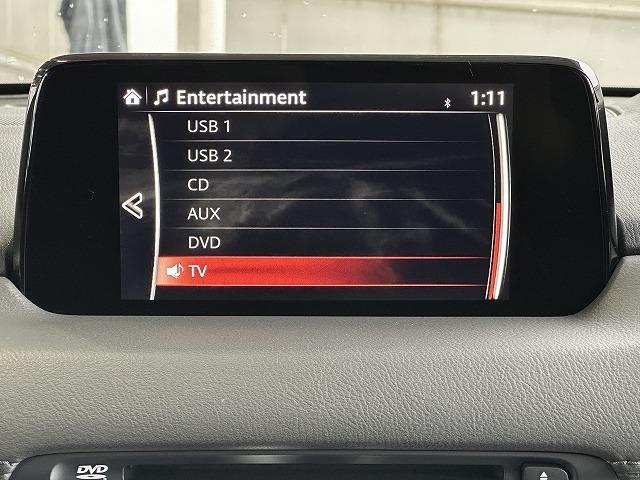 Entertainment
1:11
USB 1
USB 2
CD
AUX
DVD
TV
DVD